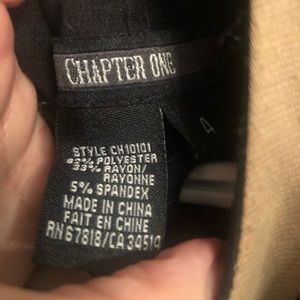 CHAPTER ONE
4
STYLE CH10101
62% POLYESTER
33% RAYON/
RAYONNE
5% SPANDEX
MADE IN CHINA
FAIT EN CHINE
RN 67818/CA 34514